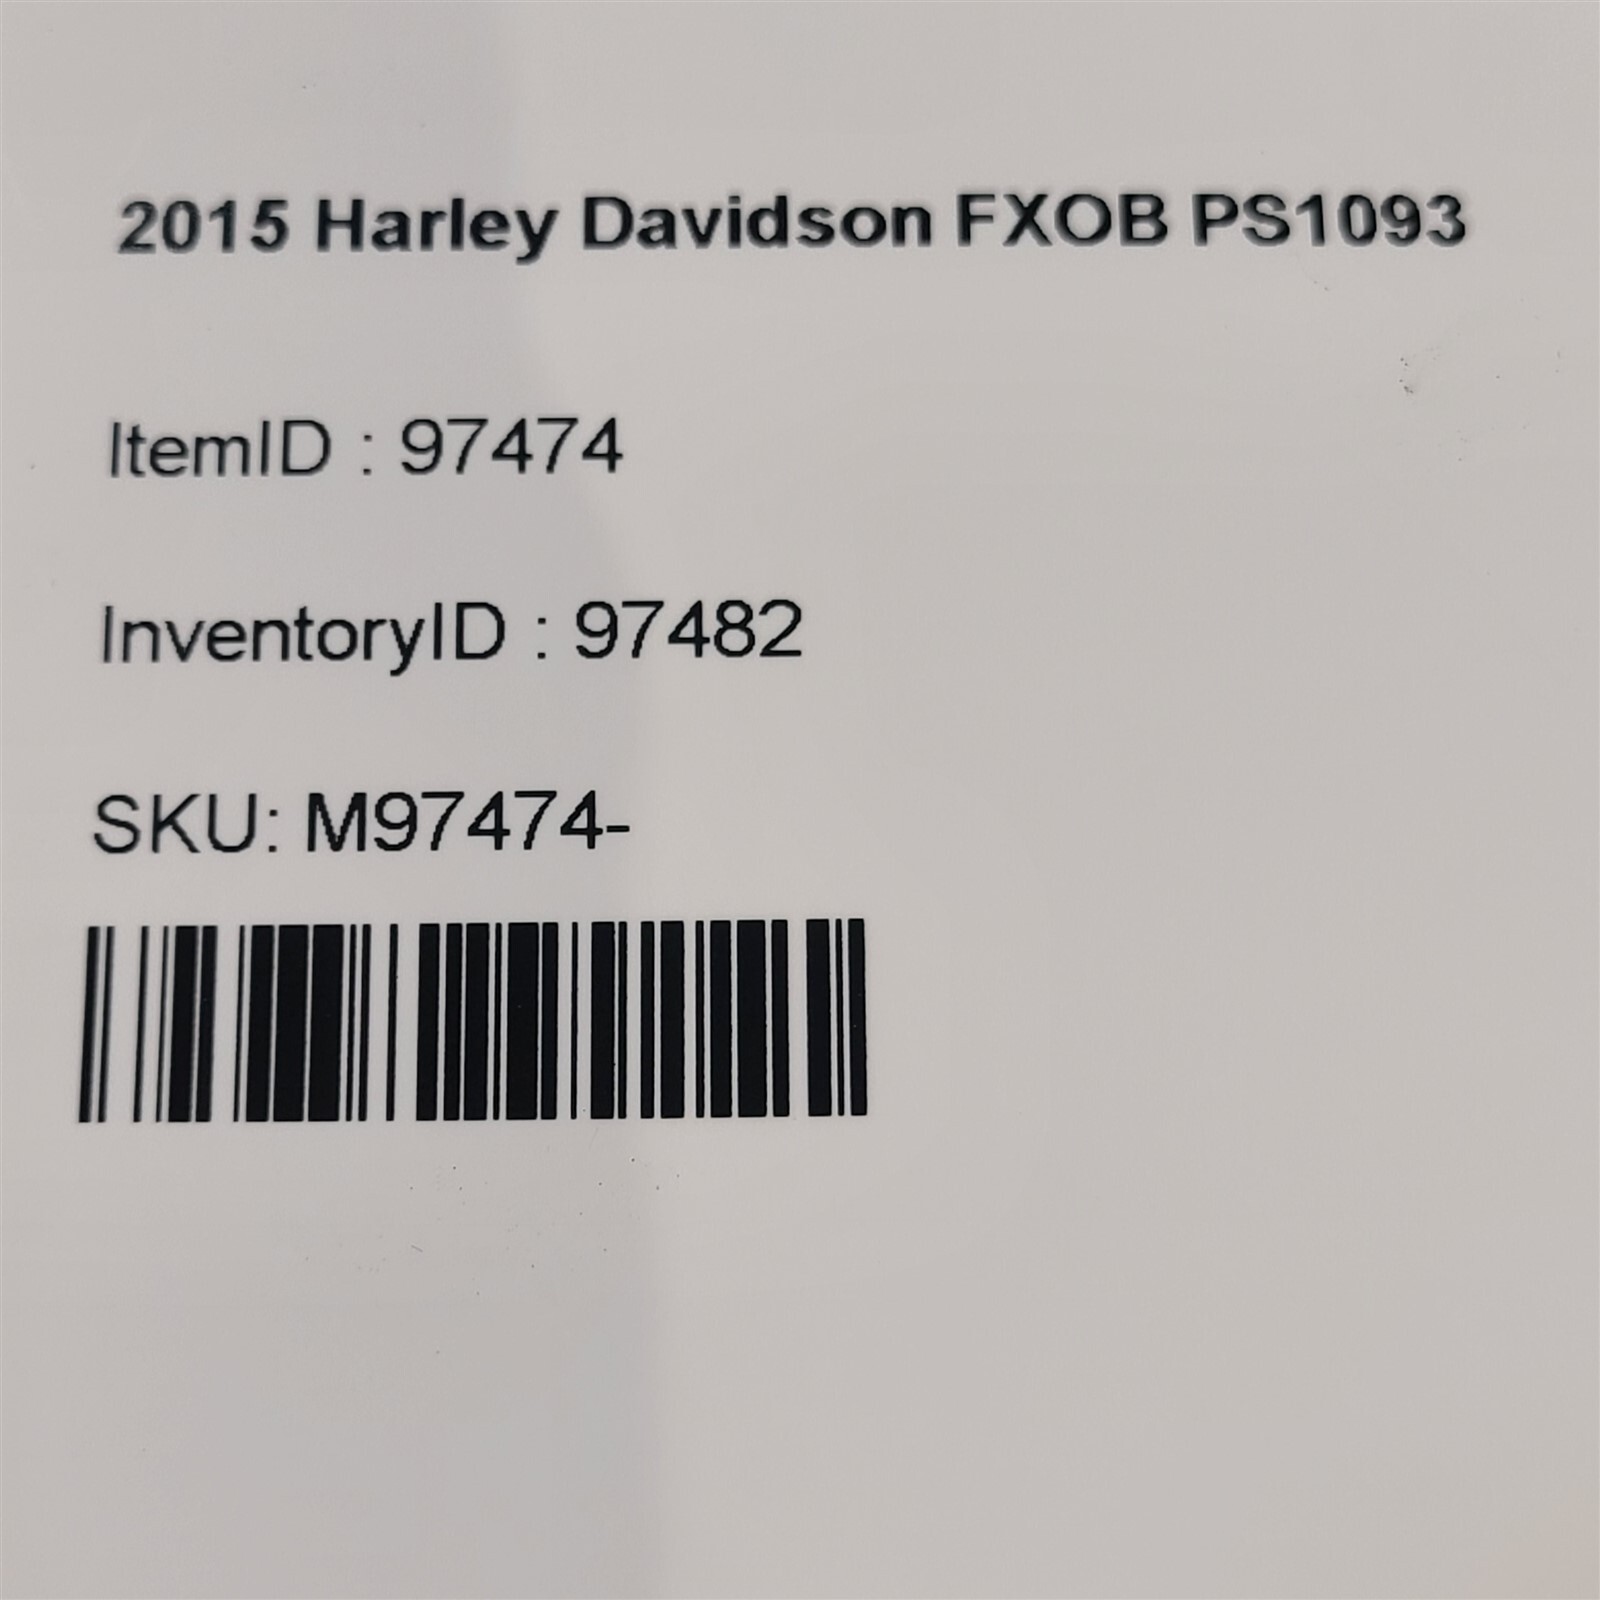 2015 Harley Davidson FXOB PS1093
ItemID : 97474
InventoryID : 97482
SKU: M97474-